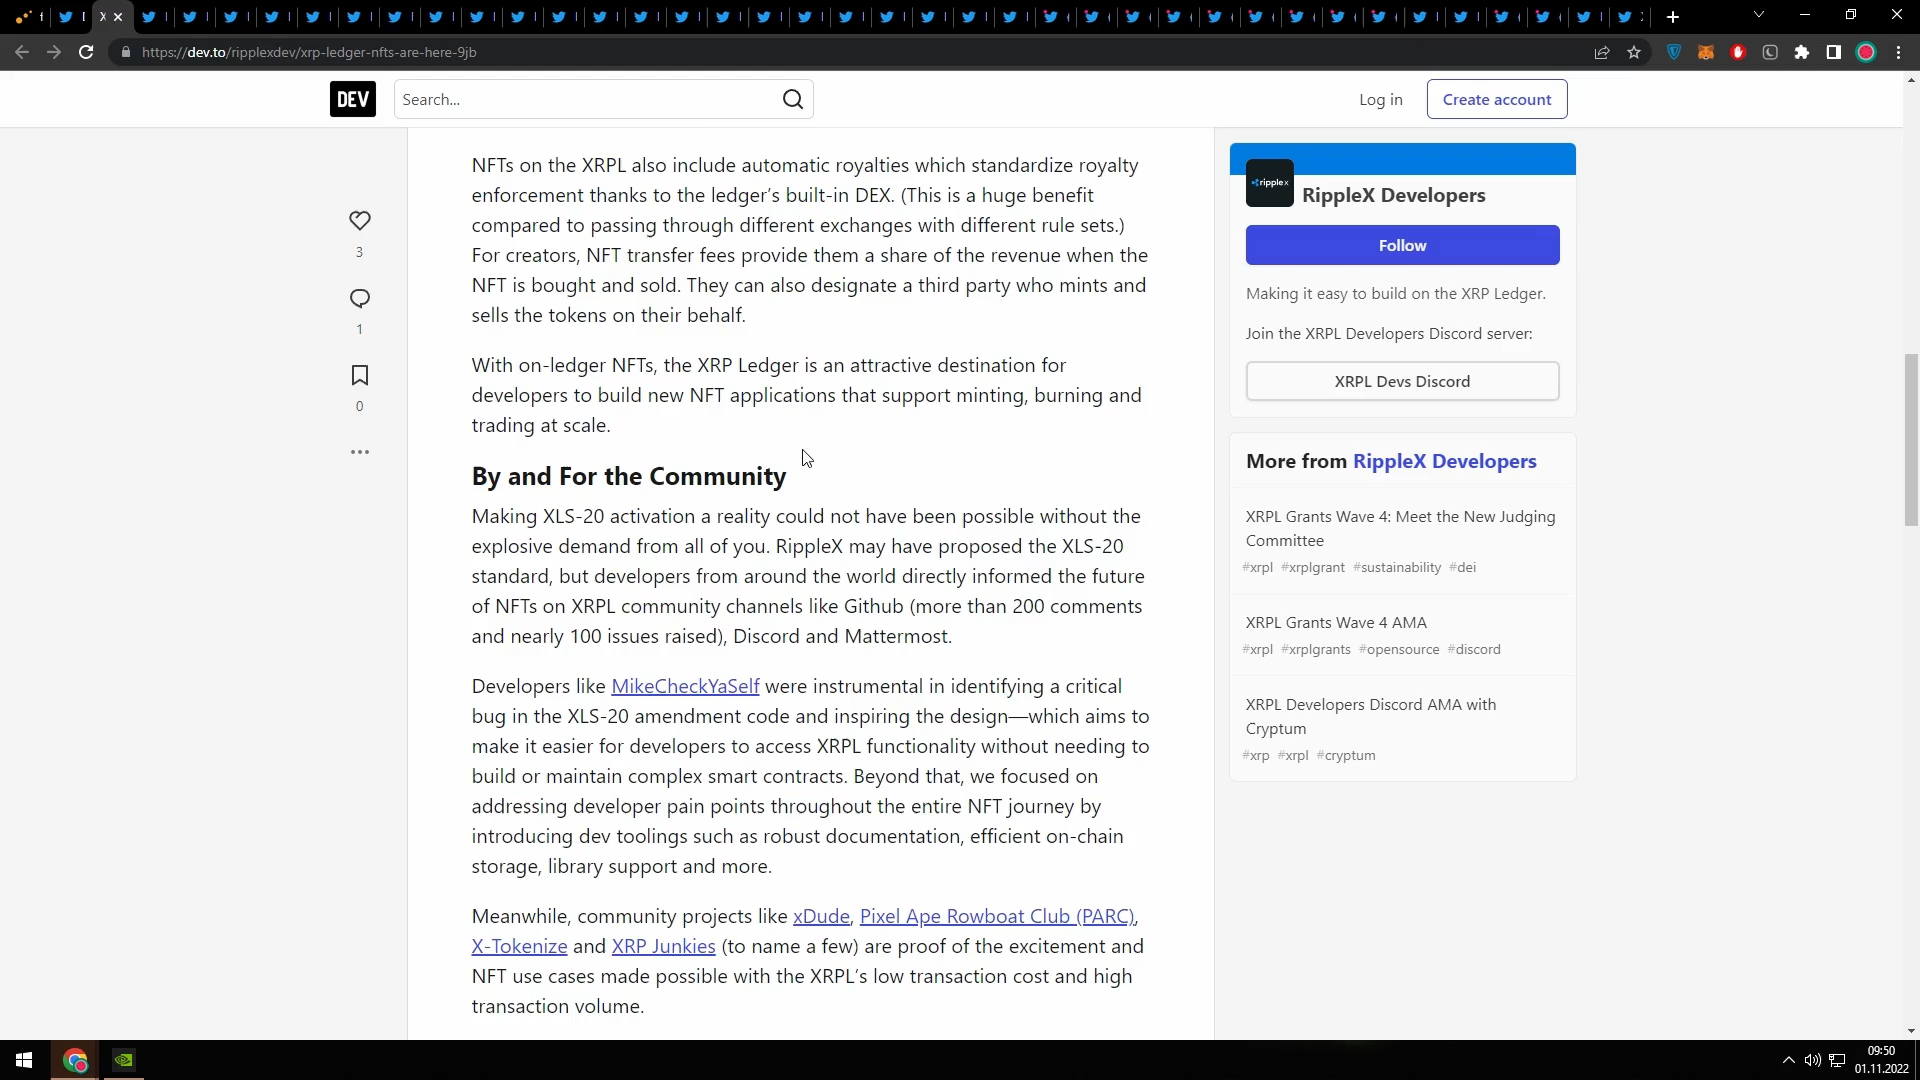 https://dev.to/ripplexdev/xrp-ledger-nfts-are-here-9jb
DEV
Search...
Log in
Create account
NFTs on the XRPL also include automatic royalties which standardize royalty
enforcement thanks to the ledger’s built-in DEX. (This is a huge benefit
compared to passing through different exchanges with different rule sets.)
For creators, NFT transfer fees provide them a share of the revenue when the
NFT is bought and sold. They can also designate a third party who mints and
sells the tokens on their behalf.
With on-ledger NFTs, the XRP Ledger is an attractive destination for
developers to build new NFT applications that support minting, burning and
trading at scale.
By and For the Community
Making XLS-20 activation a reality could not have been possible without the
explosive demand from all of you. RippleX may have proposed the XLS-20
standard, but developers from around the world directly informed the future
of NFTs on XRPL community channels like Github (more than 200 comments
and nearly 100 issues raised), Discord and Mattermost.
Developers like MikeCheckYaSelf were instrumental in identifying a critical
bug in the XLS-20 amendment code and inspiring the design—which aims to
make it easier for developers to access XRPL functionality without needing to
build or maintain complex smart contracts. Beyond that, we focused on
addressing developer pain points throughout the entire NFT journey by
introducing dev toolings such as robust documentation, efficient on-chain
storage, library support and more.
Meanwhile, community projects like xDude, Pixel Ape Rowboat Club (PARC),
X-Tokenize and XRP Junkies (to name a few) are proof of the excitement and
NFT use cases made possible with the XRPL’s low transaction cost and high
transaction volume.
3
1
0
ripplex
RippleX Developers
Follow
Making it easy to build on the XRP Ledger.
Join the XRPL Developers Discord server:
XRPL Devs Discord
More from RippleX Developers
XRPL Grants Wave 4: Meet the New Judging
Committee
#xrpl #xrplgrant #sustainability #dei
XRPL Grants Wave 4 AMA
#xrpl #xrplgrants #opensource #discord
XRPL Developers Discord AMA with
Cryptum
#xrp #xrpl #cryptum
09:50
01.11.2022